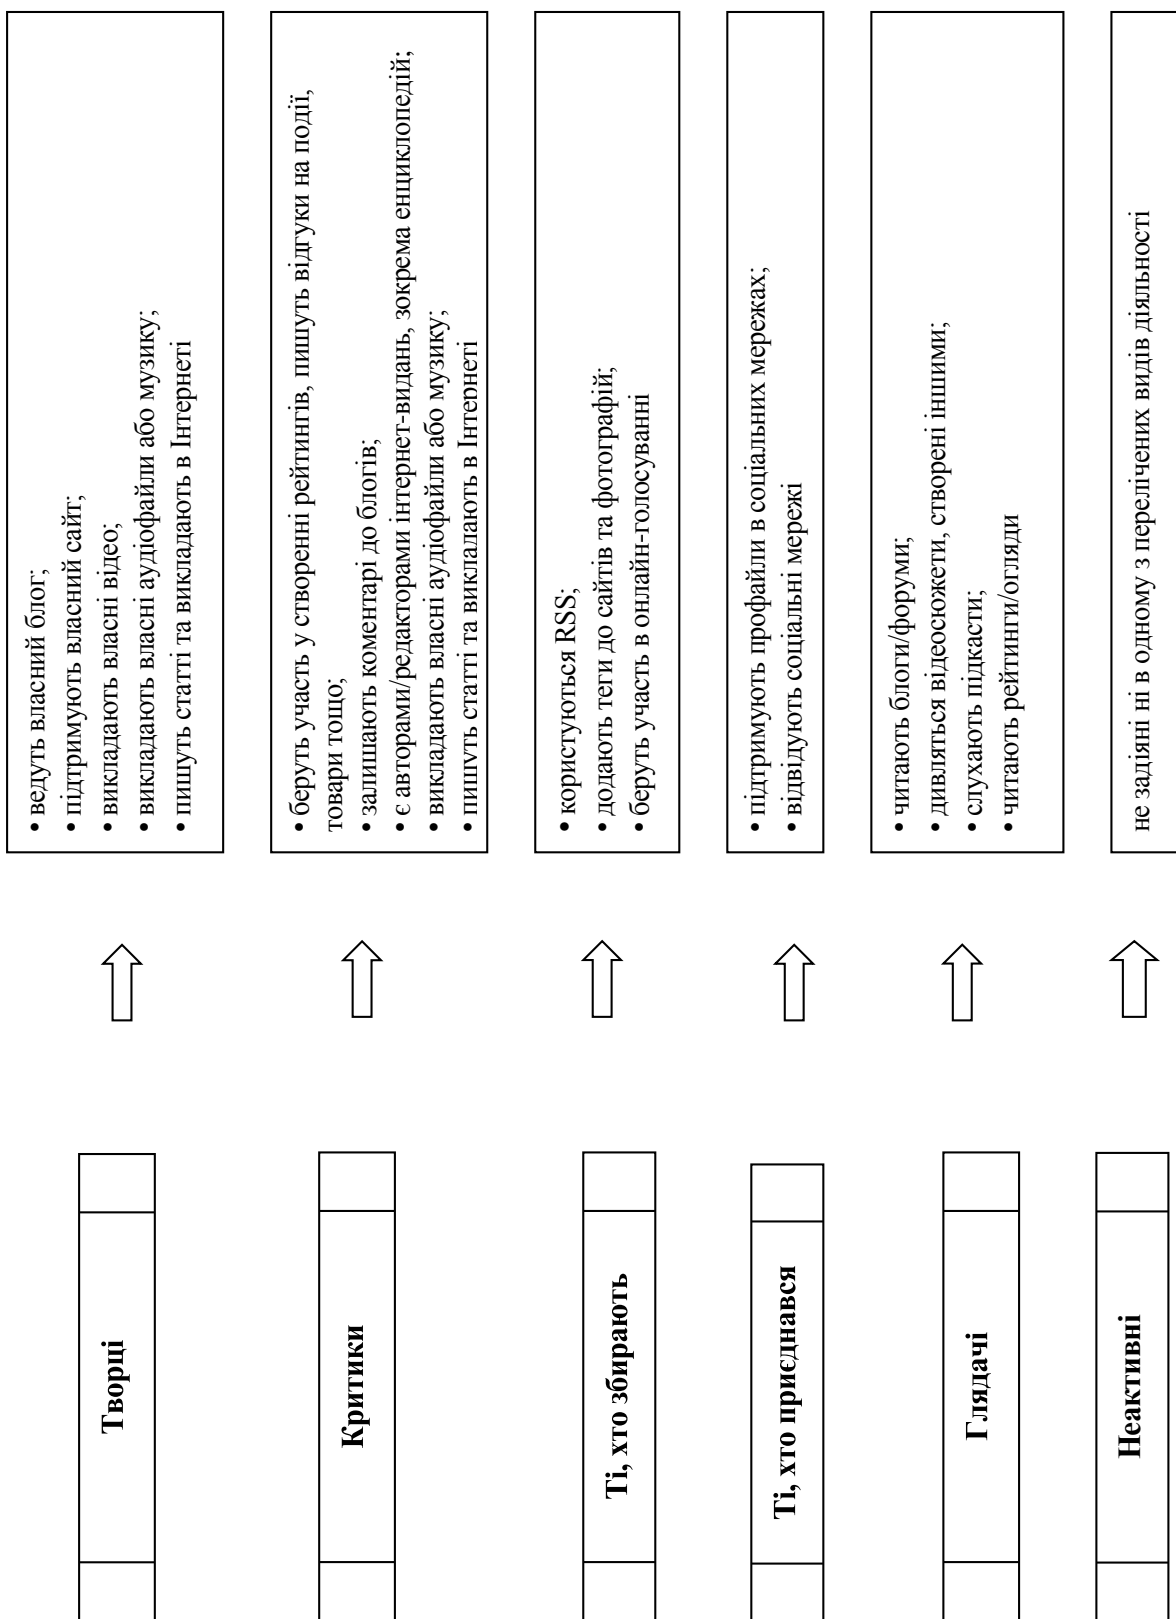 Творці
• ведуть власний блог;
• підтримують власний сайт;
• викладають власні відео;
• викладають власні аудіофайли або музику;
• пишуть статті та викладають в Інтернеті
Критики
• беруть участь у створенні рейтингів, пишуть відгуки на події,
товари тощо;
• залишають коментарі до блогів;
• є авторами/редакторами інтернет-видань, зокрема енциклопедій;
• викладають власні аудіофайли або музику;
• пишуть статті та викладають в Інтернеті
Ті, хто збирають
• користуються RSS;
• додають теги до сайтів та фотографій;
• беруть участь в онлайн-голосуванні
Ті, хто приєднався
• підтримують профайли в соціальних мережах;
• відвідують соціальні мережі
Глядачі
• читають блоги/форуми;
• дивляться відеосюжети, створені іншими;
• слухають підкасти;
• читають рейтинги/огляди
Неактивні
не задіяні ні в одному з перелічених видів діяльності